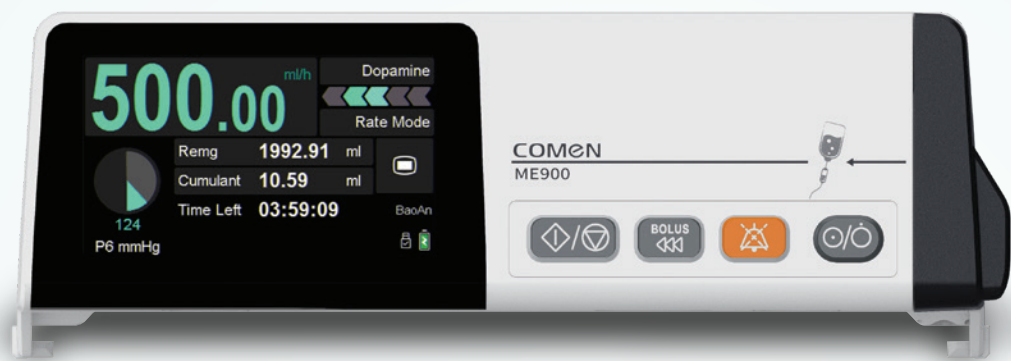 500.00 ml/h
Dopamine
Rate Mode
Remg 1992.91 ml
Cumulant 10.59 ml
Time Left 03:59:09
BaoAn
124
P6 mmHg
COMEN
ME900
BOLUS